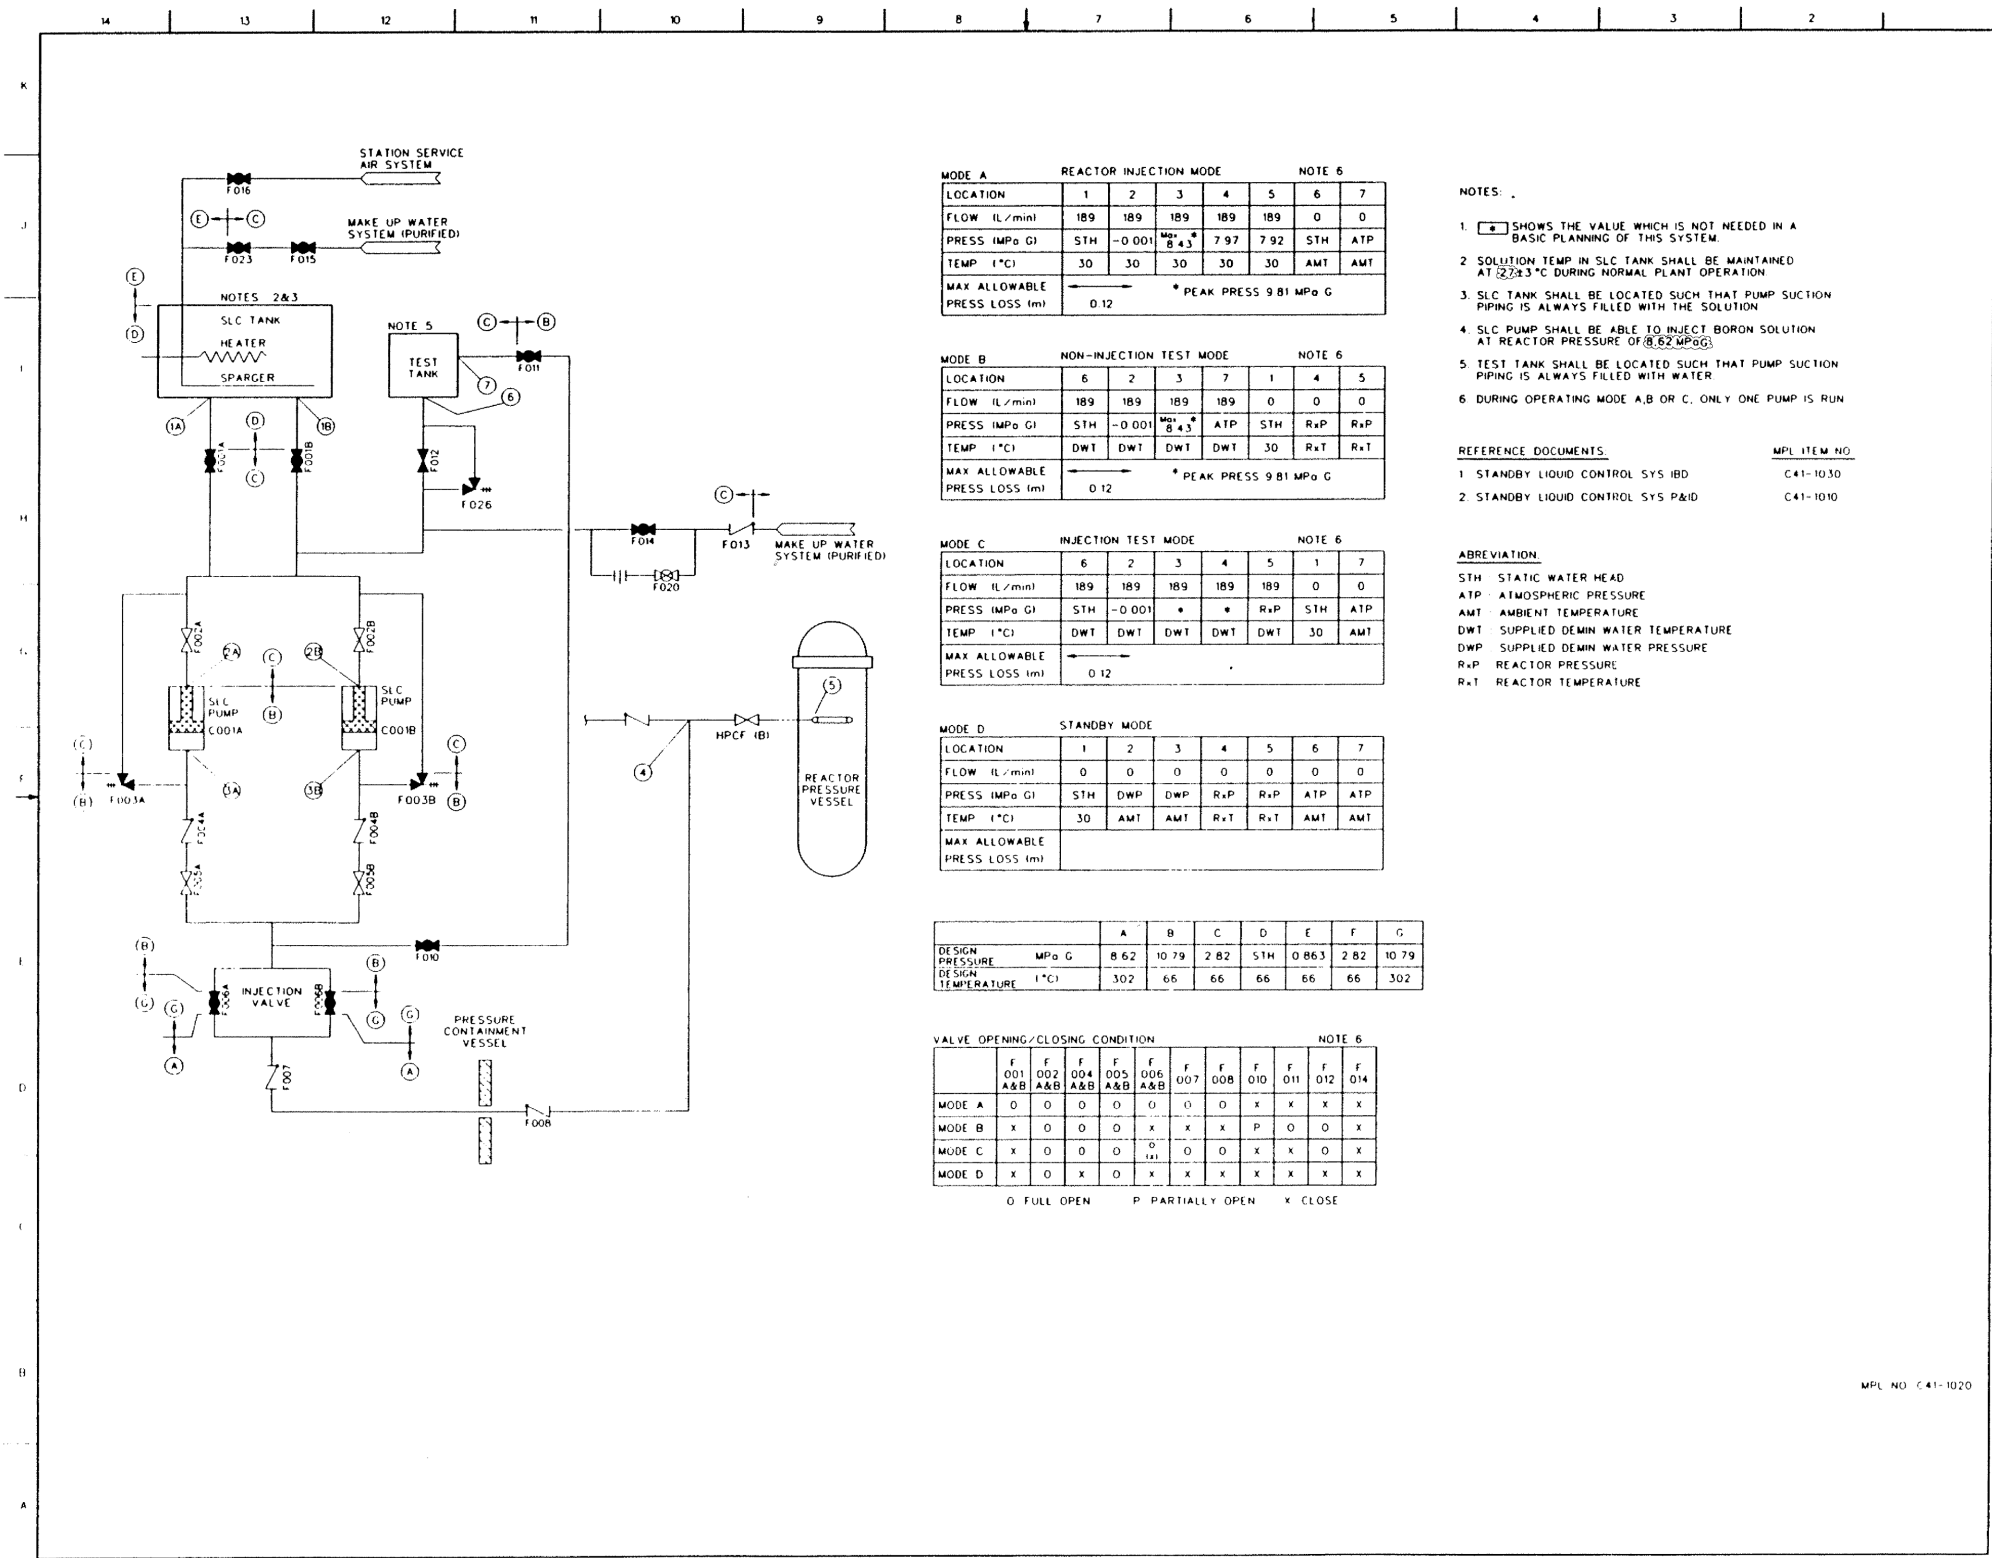 14 13 12 11 10 9 8 7 6 5 4 3 2
K
J
H
F
D
B
A
STATION SERVICE
AIR SYSTEM
F016
E C
MAKE UP WATER
SYSTEM (PURIFIED)
F023 F015
E
D
NOTES 2&3
SLC TANK
HEATER
SPARGER
NOTE 5
TEST
TANK
C B
F011
7
6
1A
1B
D
C
F001A
F001B
F012
F026
F014
C
F013
MAKE UP WATER
SYSTEM (PURIFIED)
F020
F002A
F002B
2A
C
2B
B
SLC
PUMP
C001A
SLC
PUMP
C001B
C
B
F003A
3A
3B
F003B
C
B
F004A
F004B
F005A
F005B
F010
HPCF (B)
4
5
REACTOR
PRESSURE
VESSEL
B
G
G
A
F006A
INJECTION
VALVE
F006B
B
G
G
A
F007
PRESSURE
CONTAINMENT
VESSEL
F008
MODE A REACTOR INJECTION MODE NOTE 6
LOCATION 1 2 3 4 5 6 7
FLOW (L/min) 189 189 189 189 189 0 0
PRESS (MPa G) STH -0.001 Max 8.43 * 7.97 7.92 STH ATP
TEMP (°C) 30 30 30 30 30 AMT AMT
MAX ALLOWABLE
PRESS LOSS (m) 0.12 * PEAK PRESS 9.81 MPa G
MODE B NON-INJECTION TEST MODE NOTE 6
LOCATION 6 2 3 7 1 4 5
FLOW (L/min) 189 189 189 189 0 0 0
PRESS (MPa G) STH -0.001 Max 8.43 * ATP STH RxP RxP
TEMP (°C) DWT DWT DWT DWT 30 RxT RxT
MAX ALLOWABLE
PRESS LOSS (m) 0.12 * PEAK PRESS 9.81 MPa G
MODE C INJECTION TEST MODE NOTE 6
LOCATION 6 2 3 4 5 1 7
FLOW (L/min) 189 189 189 189 189 0 0
PRESS (MPa G) STH -0.001 * * RxP STH ATP
TEMP (°C) DWT DWT DWT DWT DWT 30 AMT
MAX ALLOWABLE
PRESS LOSS (m) 0.12
MODE D STANDBY MODE
LOCATION 1 2 3 4 5 6 7
FLOW (L/min) 0 0 0 0 0 0 0
PRESS (MPa G) STH DWP DWP RxP RxP ATP ATP
TEMP (°C) 30 AMT AMT RxT RxT AMT AMT
MAX ALLOWABLE
PRESS LOSS (m)
A B C D E F G
DESIGN PRESSURE MPa G 8.62 10.79 2.82 STH 0.863 2.82 10.79
DESIGN TEMPERATURE (°C) 302 66 66 66 66 66 302
VALVE OPENING/CLOSING CONDITION NOTE 6
F 001 A&B F 002 A&B F 004 A&B F 005 A&B F 006 A&B F 007 F 008 F 010 F 011 F 012 F 014
MODE A O O O O O O O X X X X
MODE B X O O O X X X P O O X
MODE C X O O O O (X) O O X X O X
MODE D X O X O X X X X X X X
O FULL OPEN P PARTIALLY OPEN X CLOSE
NOTES:
1. * SHOWS THE VALUE WHICH IS NOT NEEDED IN A
BASIC PLANNING OF THIS SYSTEM.
2 SOLUTION TEMP IN SLC TANK SHALL BE MAINTAINED
AT 27±3 °C DURING NORMAL PLANT OPERATION.
3. SLC TANK SHALL BE LOCATED SUCH THAT PUMP SUCTION
PIPING IS ALWAYS FILLED WITH THE SOLUTION
4. SLC PUMP SHALL BE ABLE TO INJECT BORON SOLUTION
AT REACTOR PRESSURE OF 8.62 MPaG.
5. TEST TANK SHALL BE LOCATED SUCH THAT PUMP SUCTION
PIPING IS ALWAYS FILLED WITH WATER.
6 DURING OPERATING MODE A,B OR C, ONLY ONE PUMP IS RUN
REFERENCE DOCUMENTS. MPL ITEM NO
1 STANDBY LIQUID CONTROL SYS IBD C41-1030
2. STANDBY LIQUID CONTROL SYS P&ID C41-1010
ABREVIATION.
STH STATIC WATER HEAD
ATP ATMOSPHERIC PRESSURE
AMT AMBIENT TEMPERATURE
DWT SUPPLIED DEMIN WATER TEMPERATURE
DWP SUPPLIED DEMIN WATER PRESSURE
RxP REACTOR PRESSURE
RxT REACTOR TEMPERATURE
MPL NO C41-1020